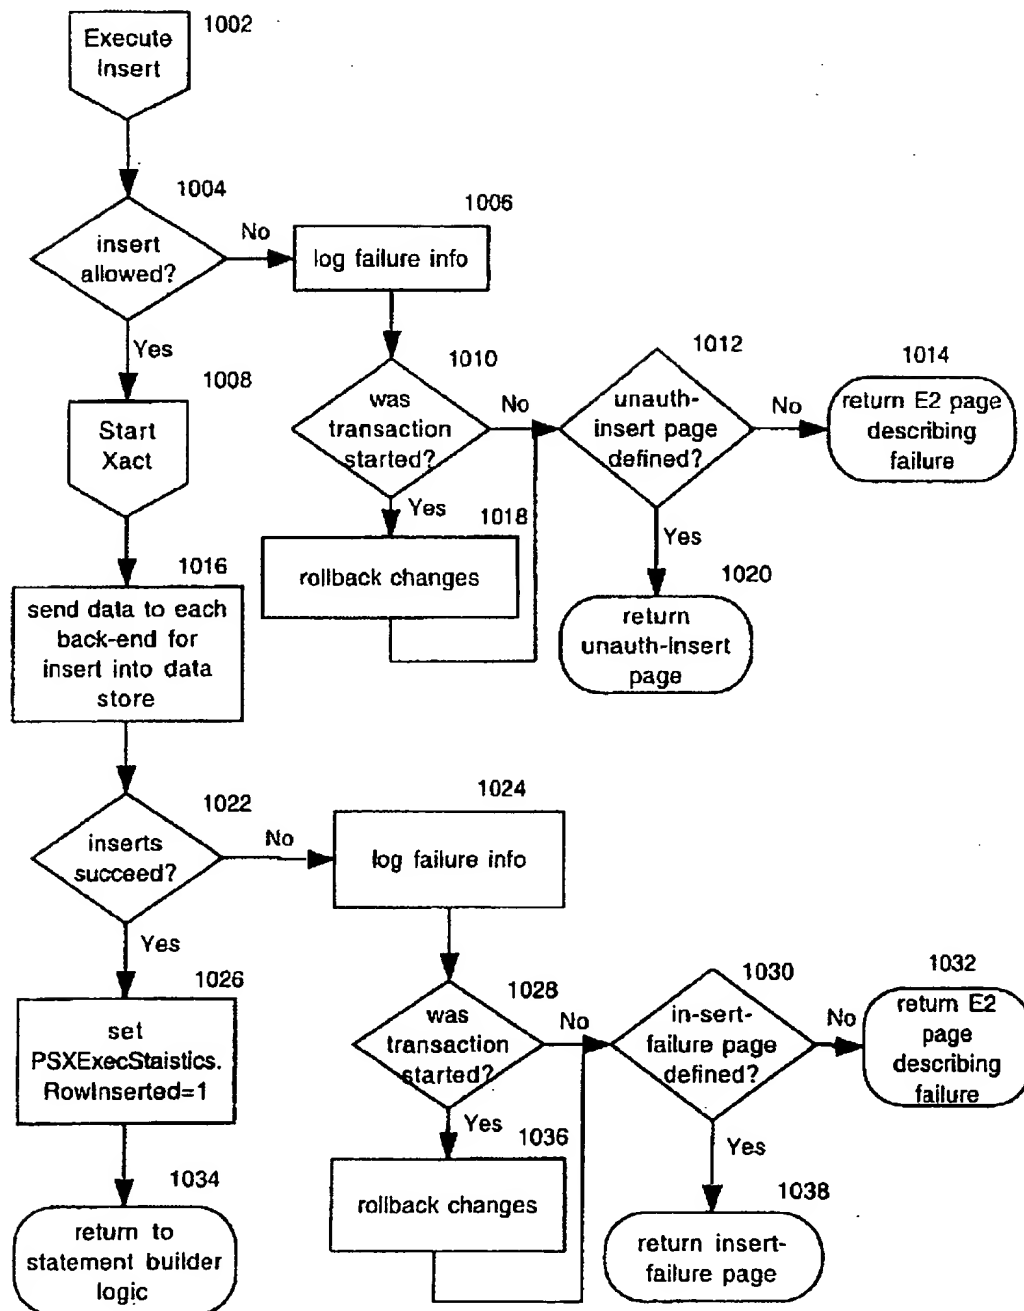 1002
Execute
Insert
1004
insert
allowed?
No
1006
log failure info
Yes
1008
Start
Xact
1010
was
transaction
started?
No
1012
unauth-
insert page
defined?
No
1014
return E2 page
describing
failure
Yes
1018
rollback changes
Yes
1020
return
unauth-insert
page
1016
send data to each
back-end for
insert into data
store
1022
inserts
succeed?
No
1024
log failure info
Yes
1026
set
PSXExecStaistics.
RowInserted=1
1028
was
transaction
started?
No
1030
in-sert-
failure page
defined?
No
1032
return E2
page
describing
failure
Yes
1036
rollback changes
Yes
1038
return insert-
failure page
1034
return to
statement builder
logic